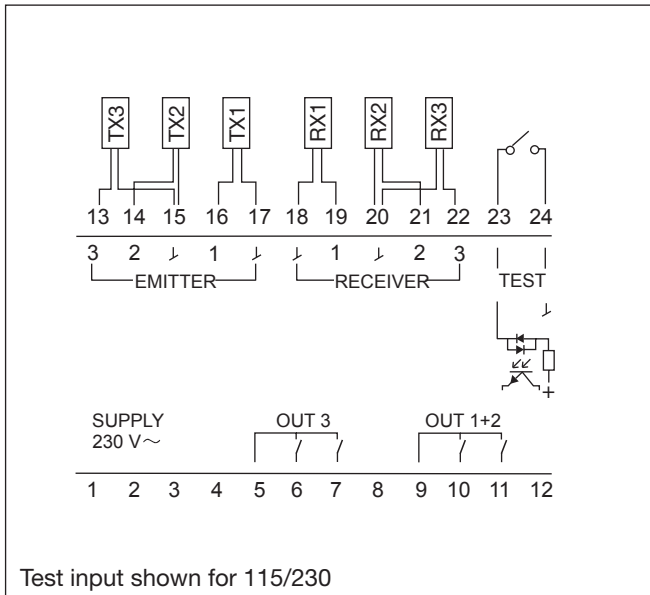 TX3 TX2 TX1 RX1 RX2 RX3
13 14 15 16 17 18 19 20 21 22 23 24
3 2 1 1 2 3
EMITTER RECEIVER TEST
+
SUPPLY OUT 3 OUT 1+2
230 V~
1 2 3 4 5 6 7 8 9 10 11 12
Test input shown for 115/230